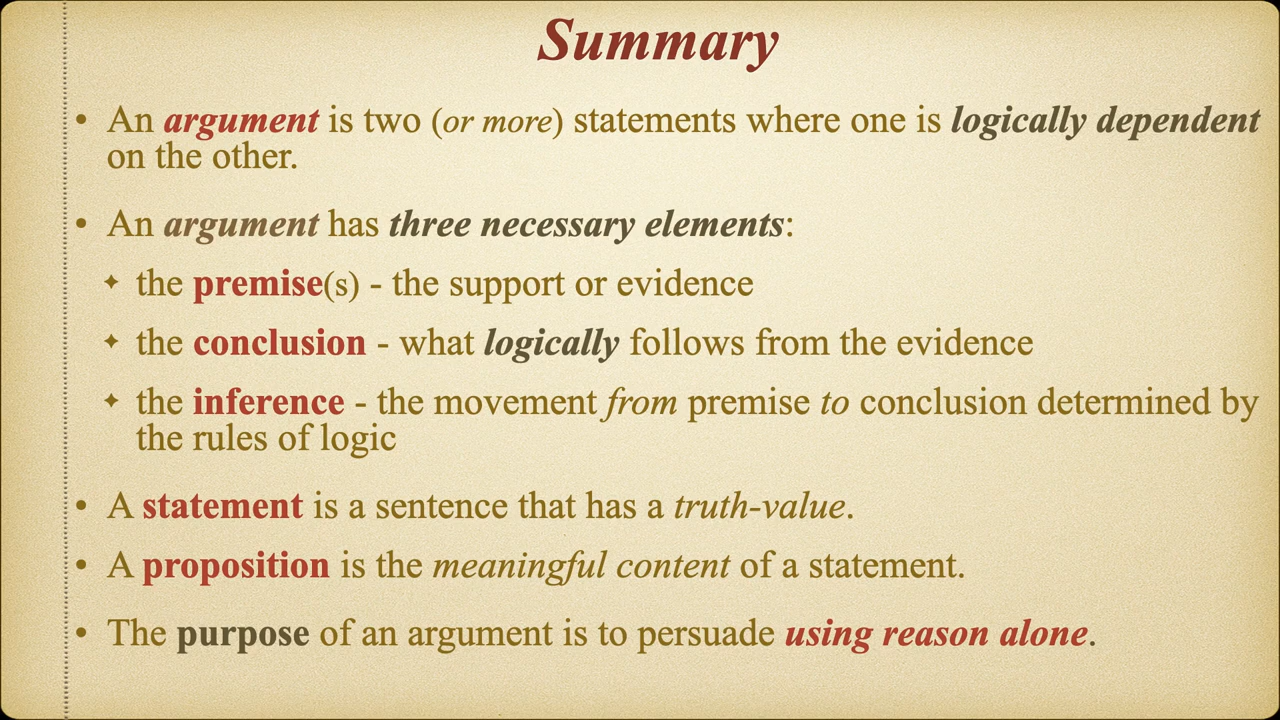 Summary
• An argument is two (or more) statements where one is logically dependent
on the other.
• An argument has three necessary elements:
✦ the premise(s) - the support or evidence
✦ the conclusion - what logically follows from the evidence
✦ the inference - the movement from premise to conclusion determined by
the rules of logic
• A statement is a sentence that has a truth-value.
• A proposition is the meaningful content of a statement.
• The purpose of an argument is to persuade using reason alone.